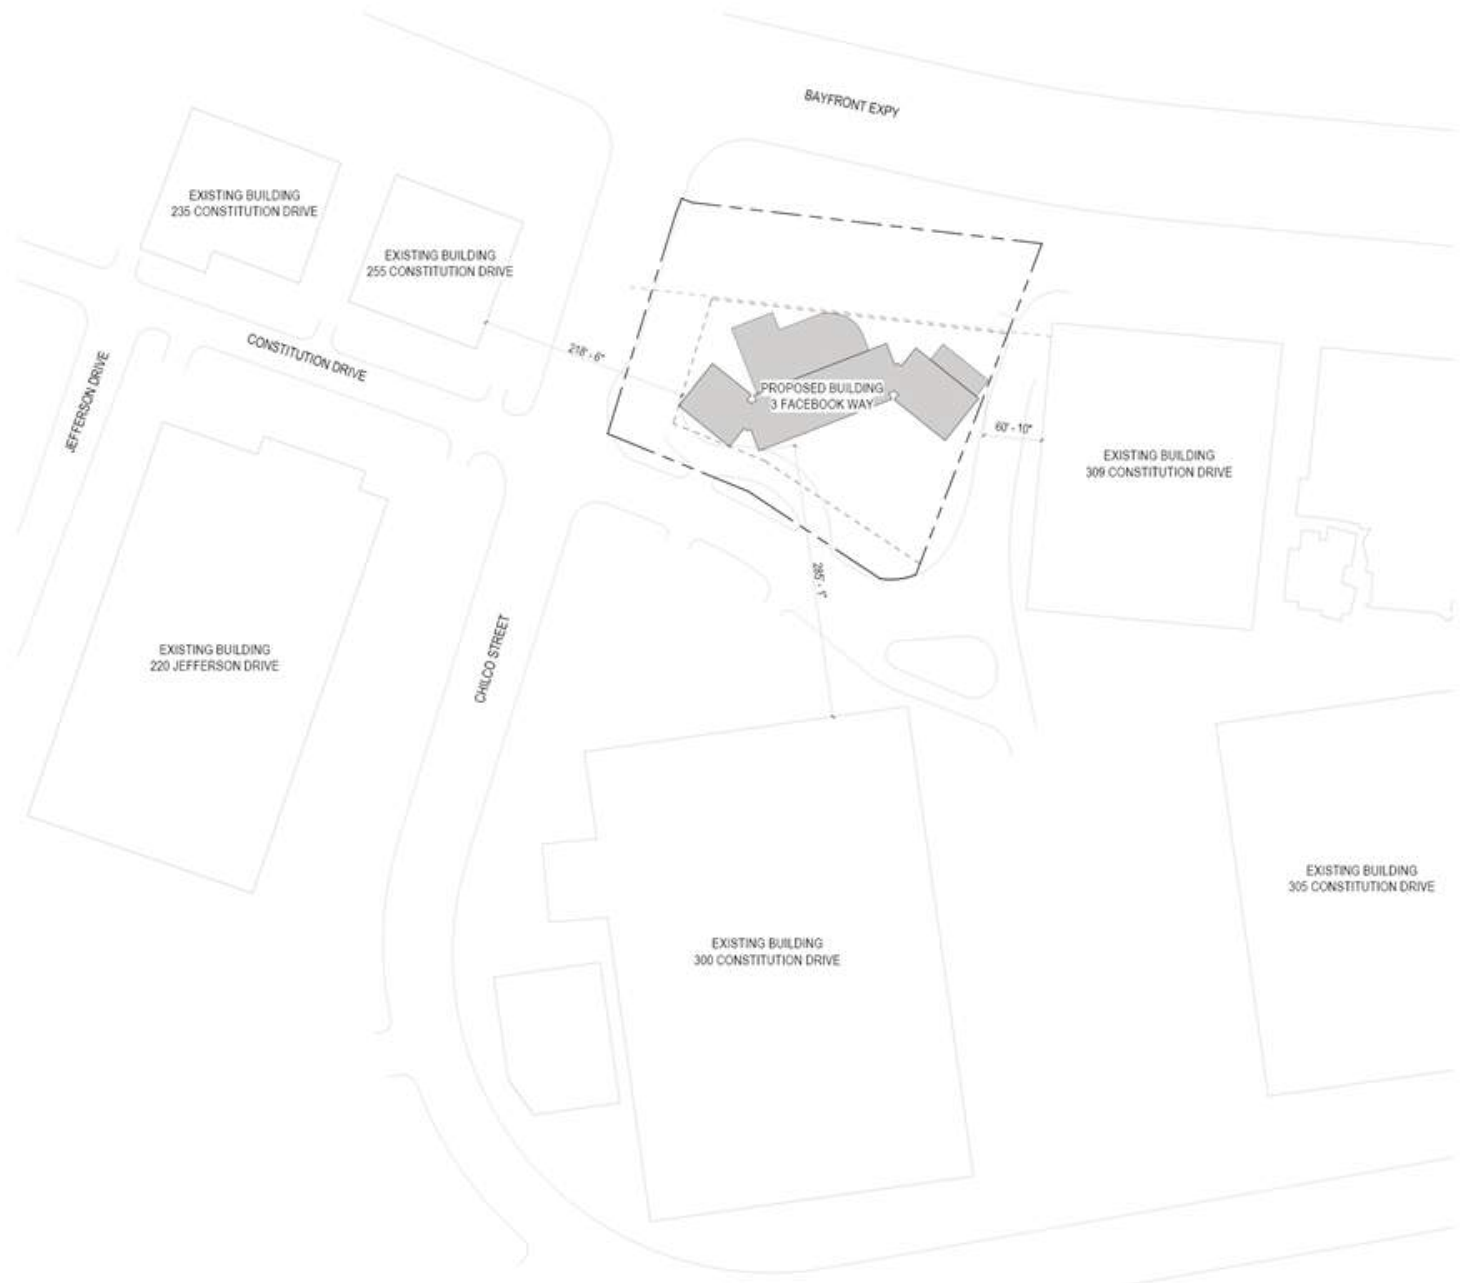 BAYFRONT EXPY
EXISTING BUILDING
235 CONSTITUTION DRIVE
EXISTING BUILDING
255 CONSTITUTION DRIVE
CONSTITUTION DRIVE
JEFFERSON DRIVE
218' - 6"
PROPOSED BUILDING
3 FACEBOOK WAY
60' - 10"
EXISTING BUILDING
309 CONSTITUTION DRIVE
285' - 1"
EXISTING BUILDING
220 JEFFERSON DRIVE
CHILCO STREET
EXISTING BUILDING
305 CONSTITUTION DRIVE
EXISTING BUILDING
300 CONSTITUTION DRIVE